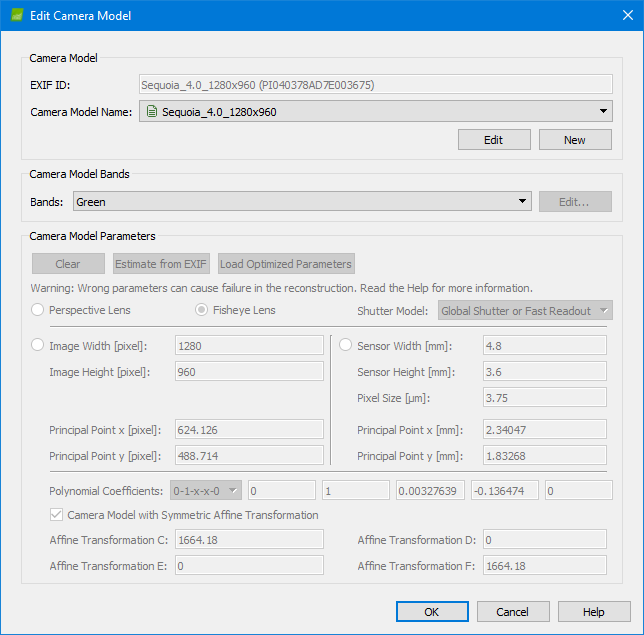 Edit Camera Model
Camera Model
EXIF ID: Sequoia_4.0_1280x960 (PI040378AD7E003675)
Camera Model Name: Sequoia_4.0_1280x960
Edit New
Camera Model Bands
Bands: Green Edit...
Camera Model Parameters
Clear Estimate from EXIF Load Optimized Parameters
Warning: Wrong parameters can cause failure in the reconstruction. Read the Help for more information.
Perspective Lens Fisheye Lens Shutter Model: Global Shutter or Fast Readout
Image Width [pixel]: 1280 Sensor Width [mm]: 4.8
Image Height [pixel]: 960 Sensor Height [mm]: 3.6
Pixel Size [µm]: 3.75
Principal Point x [pixel]: 624.126 Principal Point x [mm]: 2.34047
Principal Point y [pixel]: 488.714 Principal Point y [mm]: 1.83268
Polynomial Coefficients: 0-1-x-x-0 0 1 0.00327639 -0.136474 0
Camera Model with Symmetric Affine Transformation
Affine Transformation C: 1664.18 Affine Transformation D: 0
Affine Transformation E: 0 Affine Transformation F: 1664.18
OK Cancel Help